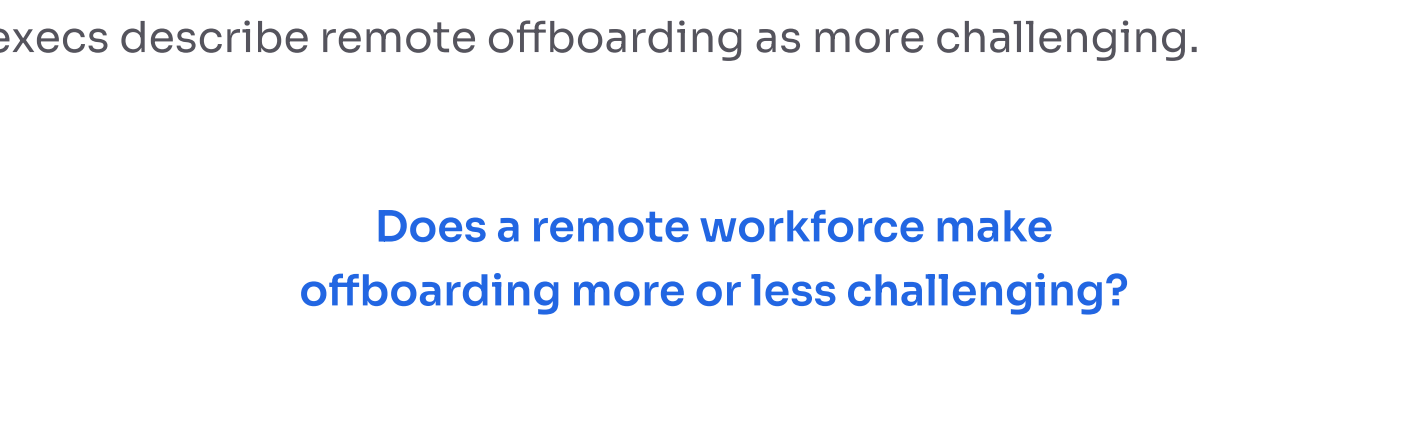 execs describe remote offboarding as more challenging.
Does a remote workforce make
offboarding more or less challenging?